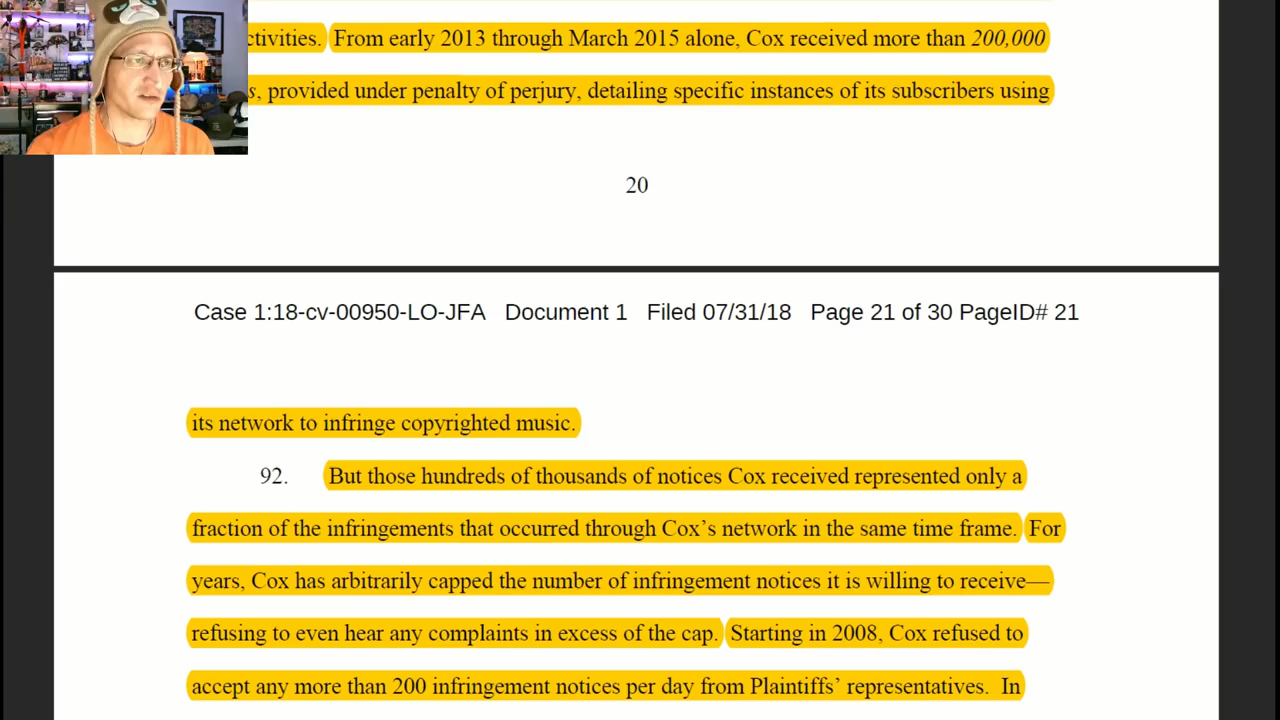 ctivities. From early 2013 through March 2015 alone, Cox received more than 200,000
s, provided under penalty of perjury, detailing specific instances of its subscribers using
20
Case 1:18-cv-00950-LO-JFA Document 1 Filed 07/31/18 Page 21 of 30 PageID# 21
its network to infringe copyrighted music.
92. But those hundreds of thousands of notices Cox received represented only a
fraction of the infringements that occurred through Cox’s network in the same time frame. For
years, Cox has arbitrarily capped the number of infringement notices it is willing to receive—
refusing to even hear any complaints in excess of the cap. Starting in 2008, Cox refused to
accept any more than 200 infringement notices per day from Plaintiffs’ representatives. In